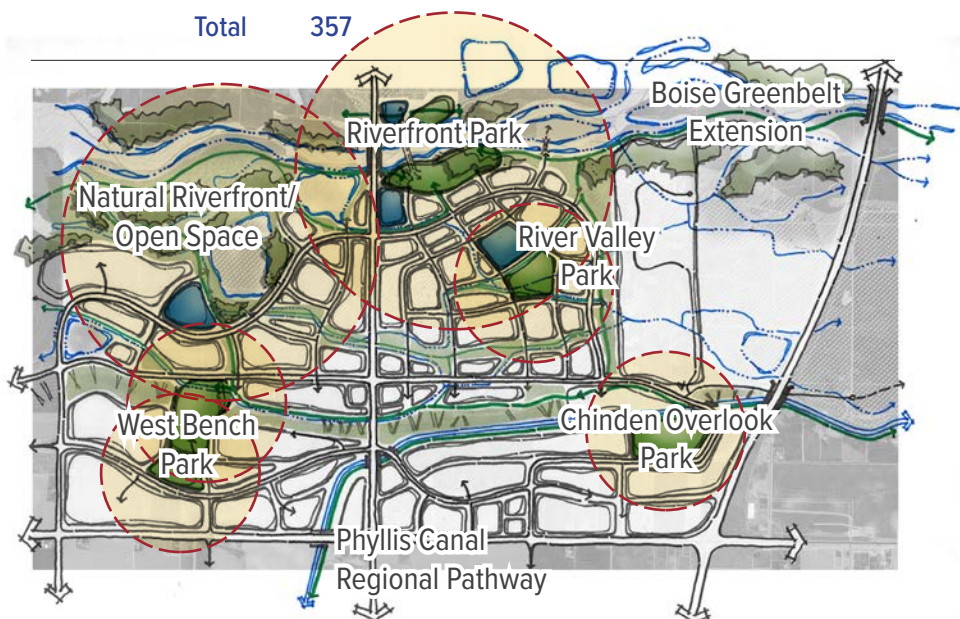 Total 357
Boise Greenbelt
Extension
Riverfront Park
Natural Riverfront/
Open Space
River Valley
Park
West Bench
Park
Chinden Overlook
Park
Phyllis Canal
Regional Pathway